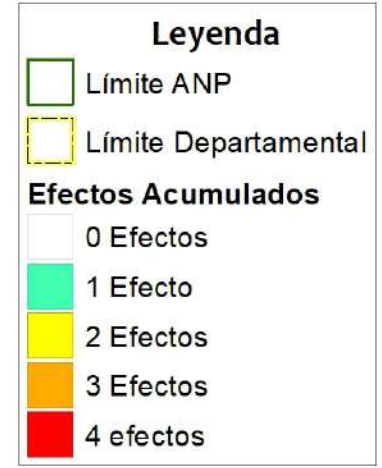 Leyenda
Límite ANP
Límite Departamental
Efectos Acumulados
0 Efectos
1 Efecto
2 Efectos
3 Efectos
4 efectos